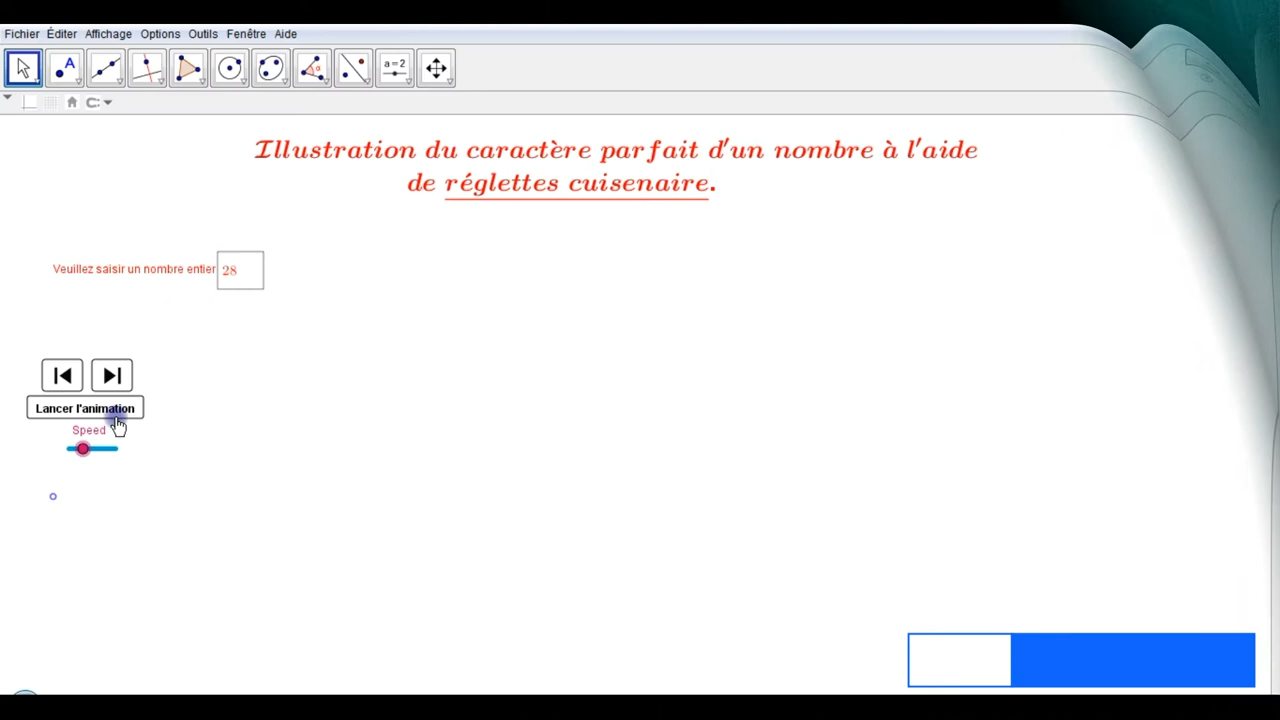 Fichier Éditer Affichage Options Outils Fenêtre Aide
A
α
a = 2
Illustration du caractère parfait d'un nombre à l'aide
de réglettes cuisenaire.
Veuillez saisir un nombre entier 28
Lancer l'animation
Speed